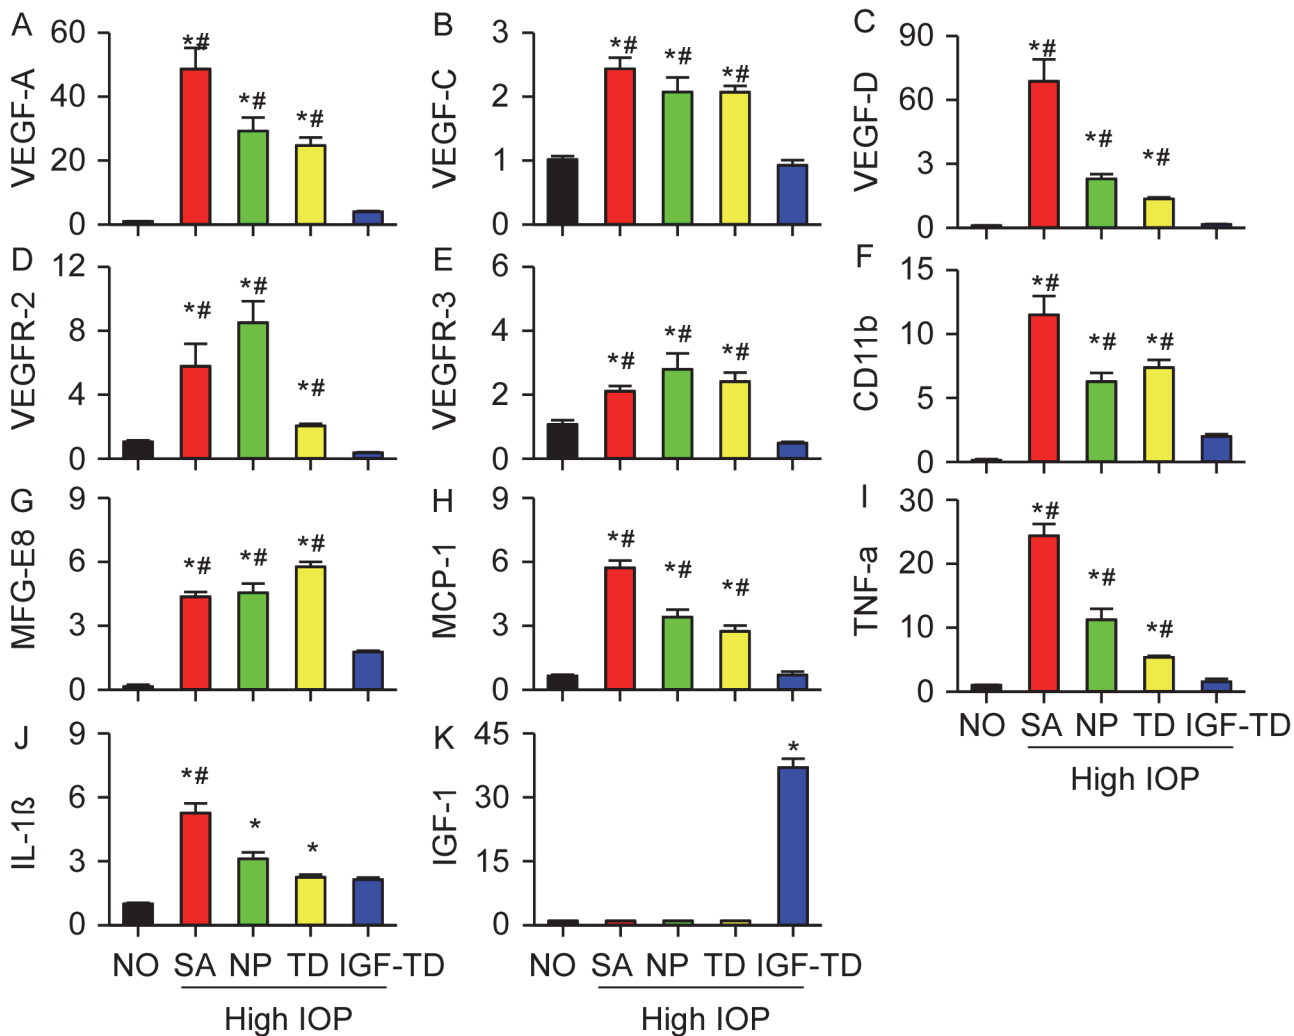 A
VEGF-A
60
40
20
0
*#
*#
*#
B
VEGF-C
3
2
1
0
*#
*#
*#
C
VEGF-D
90
60
3
0
*#
*#
*#
D
VEGFR-2
12
8
4
0
*#
*#
*#
E
VEGFR-3
6
4
2
0
*#
*#
*#
F
CD11b
15
10
5
0
*#
*#
*#
G
MFG-E8
9
6
3
0
*#
*#
*#
H
MCP-1
9
6
3
0
*#
*#
*#
I
TNF-a
30
20
10
0
*#
*#
*#
NO SA NP TD IGF-TD
High IOP
J
IL-1ß
9
6
3
0
*#
*
*
NO SA NP TD IGF-TD
High IOP
K
IGF-1
45
30
15
0
*
NO SA NP TD IGF-TD
High IOP